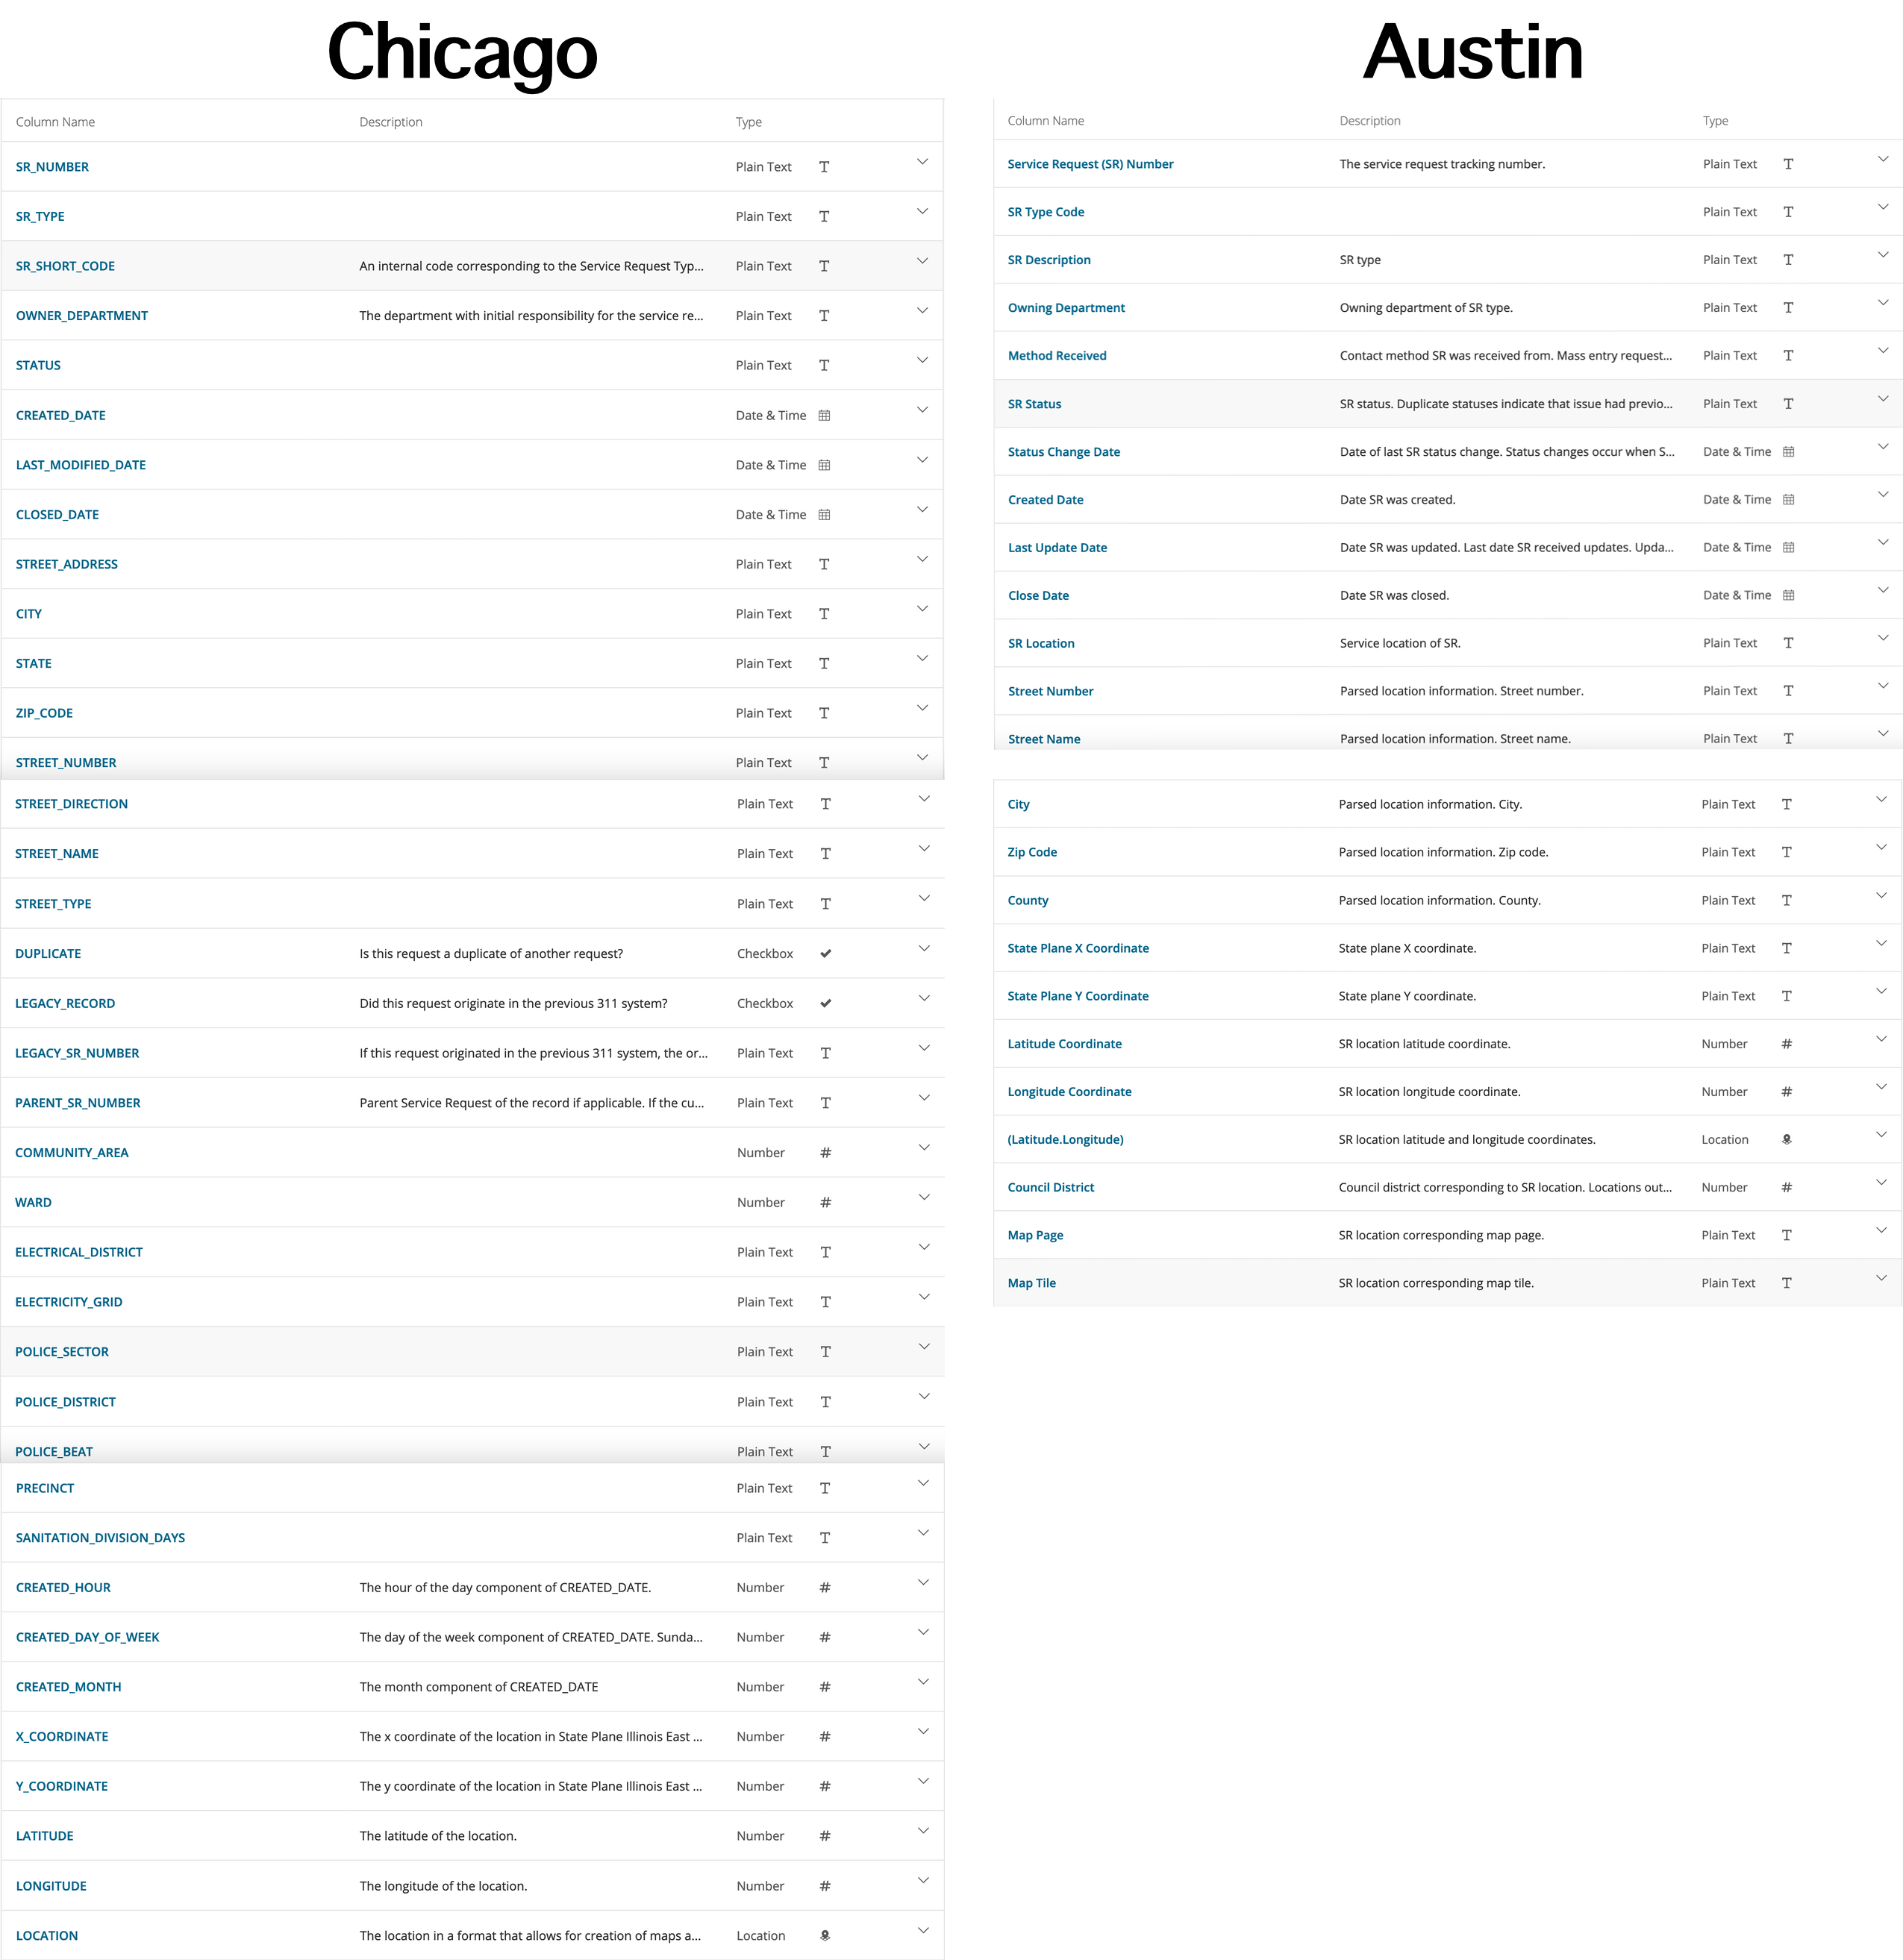 Chicago
Column Name Description Type
SR_NUMBER Plain Text
SR_TYPE Plain Text
SR_SHORT_CODE An internal code corresponding to the Service Request Typ... Plain Text
OWNER_DEPARTMENT The department with initial responsibility for the service re... Plain Text
STATUS Plain Text
CREATED_DATE Date & Time
LAST_MODIFIED_DATE Date & Time
CLOSED_DATE Date & Time
STREET_ADDRESS Plain Text
CITY Plain Text
STATE Plain Text
ZIP_CODE Plain Text
STREET_NUMBER Plain Text
STREET_DIRECTION Plain Text
STREET_NAME Plain Text
STREET_TYPE Plain Text
DUPLICATE Is this request a duplicate of another request? Checkbox
LEGACY_RECORD Did this request originate in the previous 311 system? Checkbox
LEGACY_SR_NUMBER If this request originated in the previous 311 system, the or... Plain Text
PARENT_SR_NUMBER Parent Service Request of the record if applicable. If the cu... Plain Text
COMMUNITY_AREA Number #
WARD Number #
ELECTRICAL_DISTRICT Plain Text
ELECTRICITY_GRID Plain Text
POLICE_SECTOR Plain Text
POLICE_DISTRICT Plain Text
POLICE_BEAT Plain Text
PRECINCT Plain Text
SANITATION_DIVISION_DAYS Plain Text
CREATED_HOUR The hour of the day component of CREATED_DATE. Number #
CREATED_DAY_OF_WEEK The day of the week component of CREATED_DATE. Sunda... Number #
CREATED_MONTH The month component of CREATED_DATE Number #
X_COORDINATE The x coordinate of the location in State Plane Illinois East ... Number #
Y_COORDINATE The y coordinate of the location in State Plane Illinois East ... Number #
LATITUDE The latitude of the location. Number #
LONGITUDE The longitude of the location. Number #
LOCATION The location in a format that allows for creation of maps a... Location
Austin
Column Name Description Type
Service Request (SR) Number The service request tracking number. Plain Text
SR Type Code Plain Text
SR Description SR type Plain Text
Owning Department Owning department of SR type. Plain Text
Method Received Contact method SR was received from. Mass entry request... Plain Text
SR Status SR status. Duplicate statuses indicate that issue had previo... Plain Text
Status Change Date Date of last SR status change. Status changes occur when S... Date & Time
Created Date Date SR was created. Date & Time
Last Update Date Date SR was updated. Last date SR received updates. Upda... Date & Time
Close Date Date SR was closed. Date & Time
SR Location Service location of SR. Plain Text
Street Number Parsed location information. Street number. Plain Text
Street Name Parsed location information. Street name. Plain Text
City Parsed location information. City. Plain Text
Zip Code Parsed location information. Zip code. Plain Text
County Parsed location information. County. Plain Text
State Plane X Coordinate State plane X coordinate. Plain Text
State Plane Y Coordinate State plane Y coordinate. Plain Text
Latitude Coordinate SR location latitude coordinate. Number #
Longitude Coordinate SR location longitude coordinate. Number #
(Latitude.Longitude) SR location latitude and longitude coordinates. Location
Council District Council district corresponding to SR location. Locations out... Number #
Map Page SR location corresponding map page. Plain Text
Map Tile SR location corresponding map tile. Plain Text